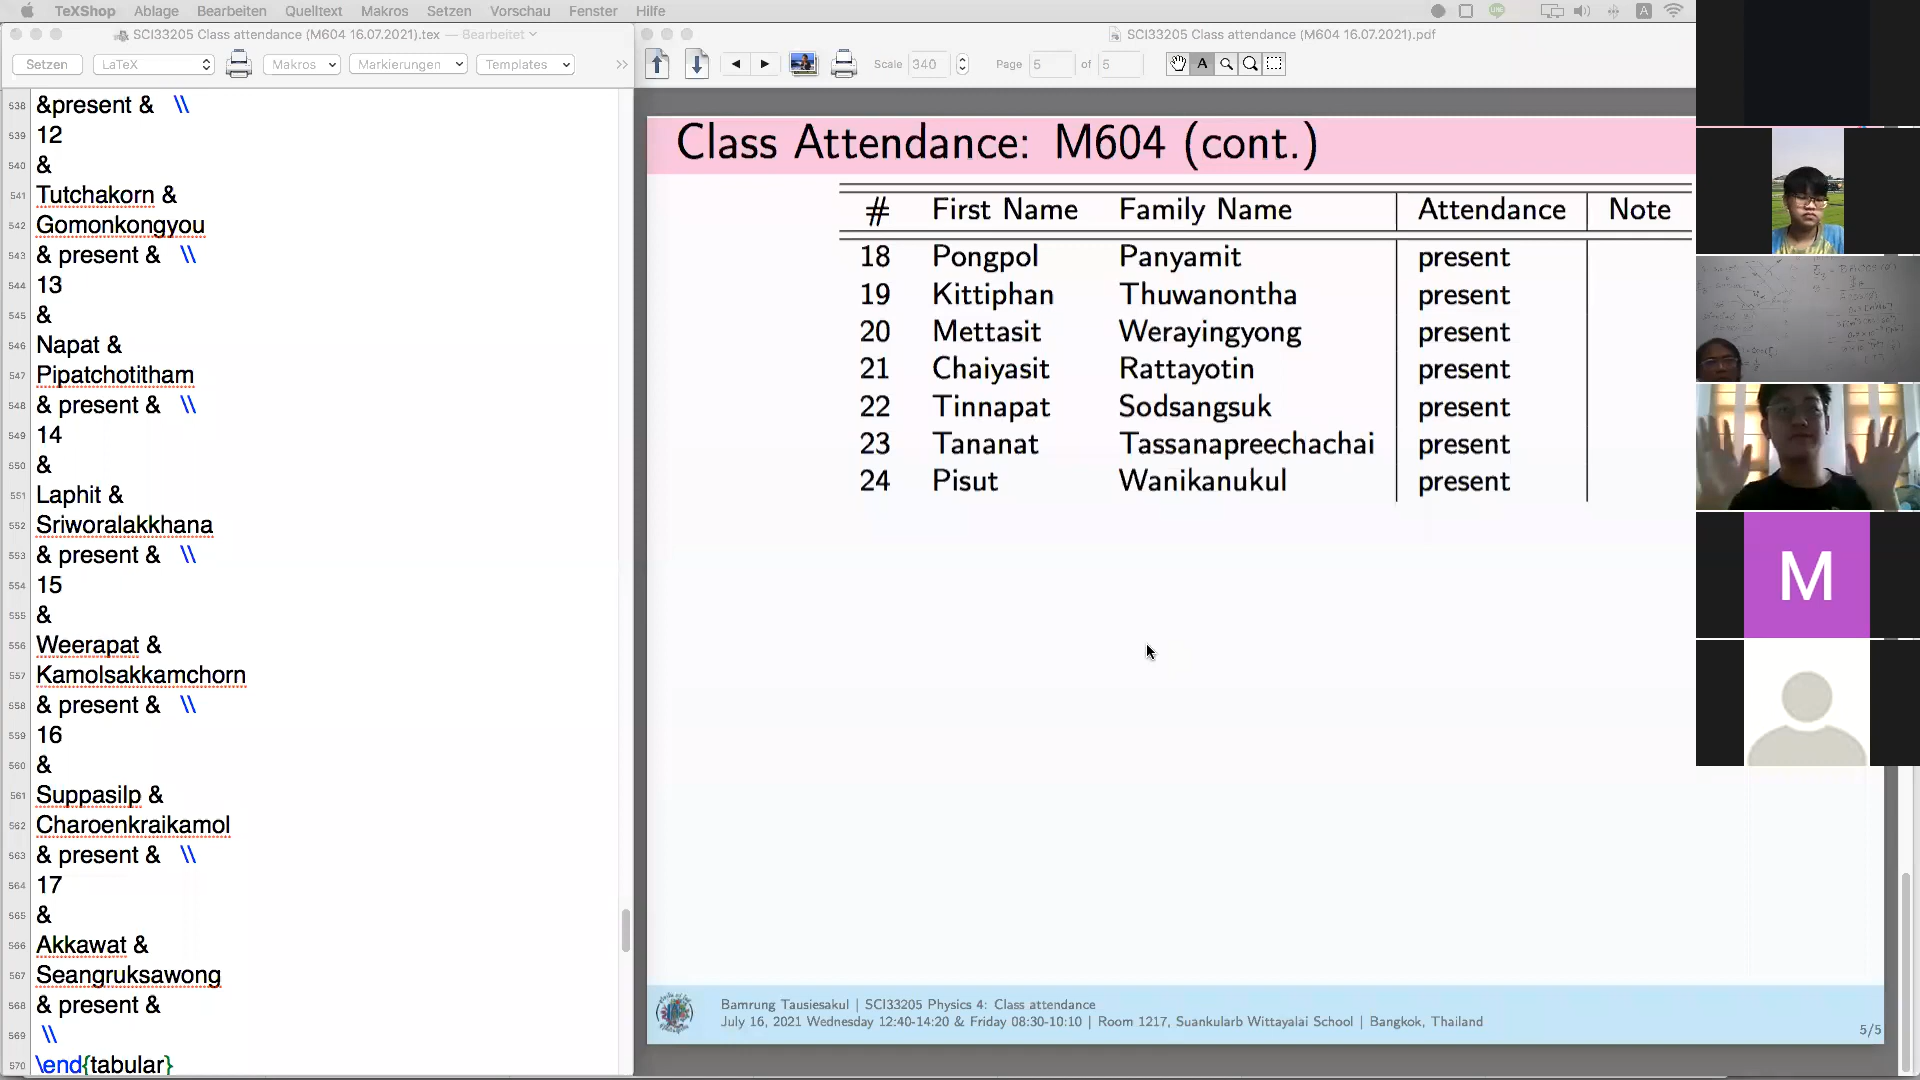 TeXShop Ablage Bearbeiten Quelltext Makros Setzen Vorschau Fenster Hilfe
SCI33205 Class attendance (M604 16.07.2021).tex — Bearbeitet
Setzen LaTeX Makros Markierungen Templates >>
538 &present & \\
539 12
540 &
541 Tutchakorn &
542 Gomonkongyou
543 & present & \\
544 13
545 &
546 Napat &
547 Pipatchotitham
548 & present & \\
549 14
550 &
551 Laphit &
552 Sriworalakkhana
553 & present & \\
554 15
555 &
556 Weerapat &
557 Kamolsakkamchorn
558 & present & \\
559 16
560 &
561 Suppasilp &
562 Charoenkraikamol
563 & present & \\
564 17
565 &
566 Akkawat &
567 Seangruksawong
568 & present &
569 \\
570 \end{tabular}
SCI33205 Class attendance (M604 16.07.2021).pdf
Scale 340 Page 5 of 5 A
Class Attendance: M604 (cont.)
# First Name Family Name Attendance Note
18 Pongpol Panyamit present
19 Kittiphan Thuwanontha present
20 Mettasit Werayingyong present
21 Chaiyasit Rattayotin present
22 Tinnapat Sodsangsuk present
23 Tananat Tassanapreechachai present
24 Pisut Wanikanukul present
Bamrung Tausiesakul | SCI33205 Physics 4: Class attendance
July 16, 2021 Wednesday 12:40-14:20 & Friday 08:30-10:10 | Room 1217, Suankularb Wittayalai School | Bangkok, Thailand
5/5
A
M